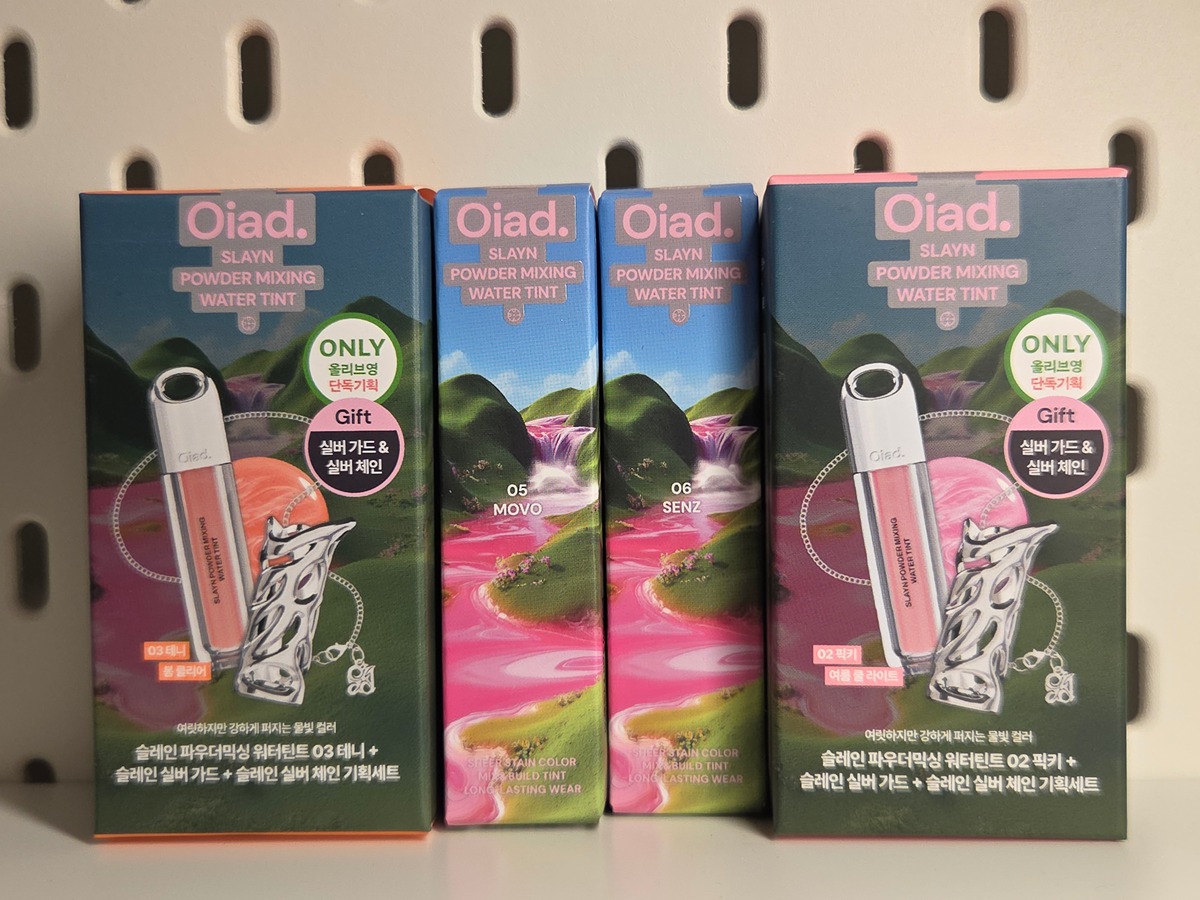 Oiad.
SLAYN
POWDER MIXING
WATER TINT
ONLY
올리브영
단독기획
Gift
실버 가드 &
실버 체인
Oiad.
SLAYN POWDER MIXING
WATER TINT
03 테니
봄 클리어
여릿하지만 강하게 퍼지는 물빛 컬러
슬레인 파우더믹싱 워터틴트 03 테니 +
슬레인 실버 가드 + 슬레인 실버 체인 기획세트
Oiad.
SLAYN
POWDER MIXING
WATER TINT
05
MOVO
SHEER STAIN COLOR
MIX&BUILD TINT
LONG-LASTING WEAR
Oiad.
SLAYN
POWDER MIXING
WATER TINT
06
SENZ
SHEER STAIN COLOR
MIX&BUILD TINT
LONG-LASTING WEAR
Oiad.
SLAYN
POWDER MIXING
WATER TINT
ONLY
올리브영
단독기획
Gift
실버 가드 &
실버 체인
Oiad.
SLAYN POWDER MIXING
WATER TINT
02 픽키
여름 쿨 라이트
여릿하지만 강하게 퍼지는 물빛 컬러
슬레인 파우더믹싱 워터틴트 02 픽키 +
슬레인 실버 가드 + 슬레인 실버 체인 기획세트